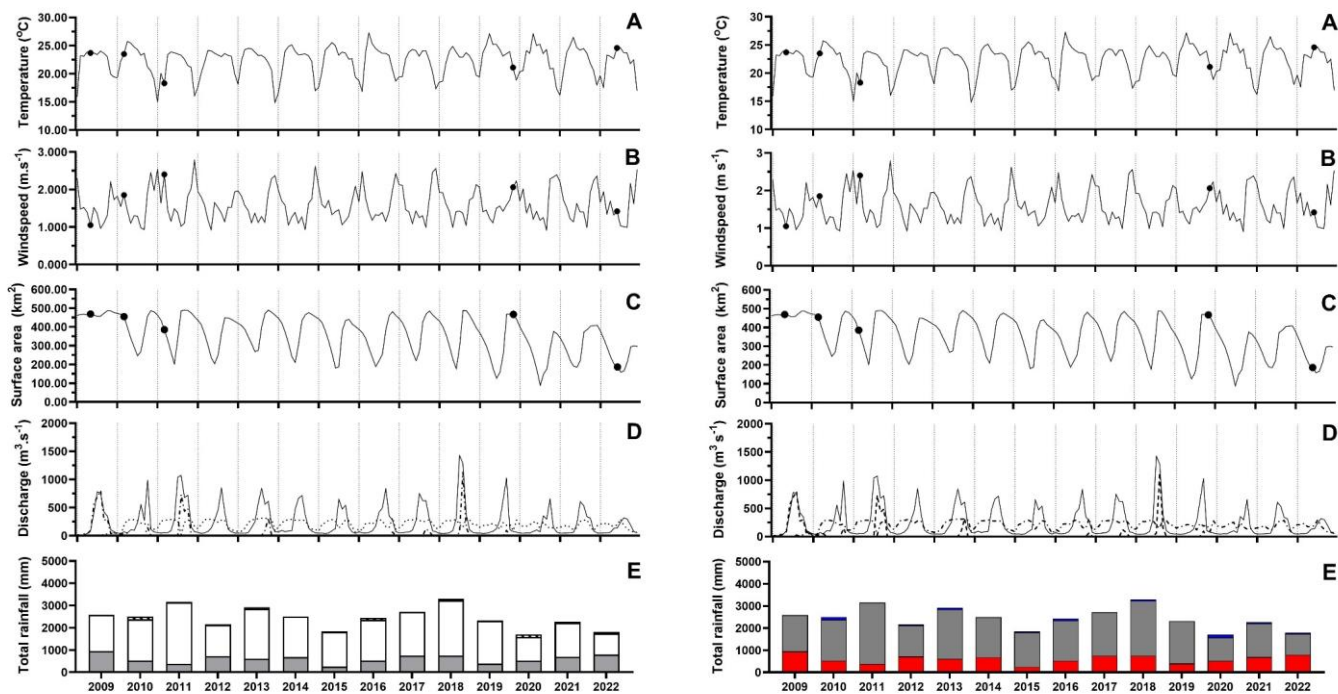 A
Temperature (°C)
30.00
25.00
20.00
15.00
10.00
B
Windspeed (m.s⁻¹)
3.000
2.000
1.000
0.000
C
Surface area (km²)
600.00
500.00
400.00
300.00
200.00
100.00
0.00
D
Discharge (m³.s⁻¹)
2000
1500
1000
500
0
E
Total rainfall (mm)
5000
4000
3000
2000
1000
0
2009 2010 2011 2012 2013 2014 2015 2016 2017 2018 2019 2020 2021 2022
A
Temperature (°C)
30
25
20
15
10
B
Windspeed (m s⁻¹)
3
2
1
0
C
Surface area (km²)
600
500
400
300
200
100
0
D
Discharge (m³ s⁻¹)
2000
1500
1000
500
0
E
Total rainfall (mm)
5000
4000
3000
2000
1000
0
2009 2010 2011 2012 2013 2014 2015 2016 2017 2018 2019 2020 2021 2022